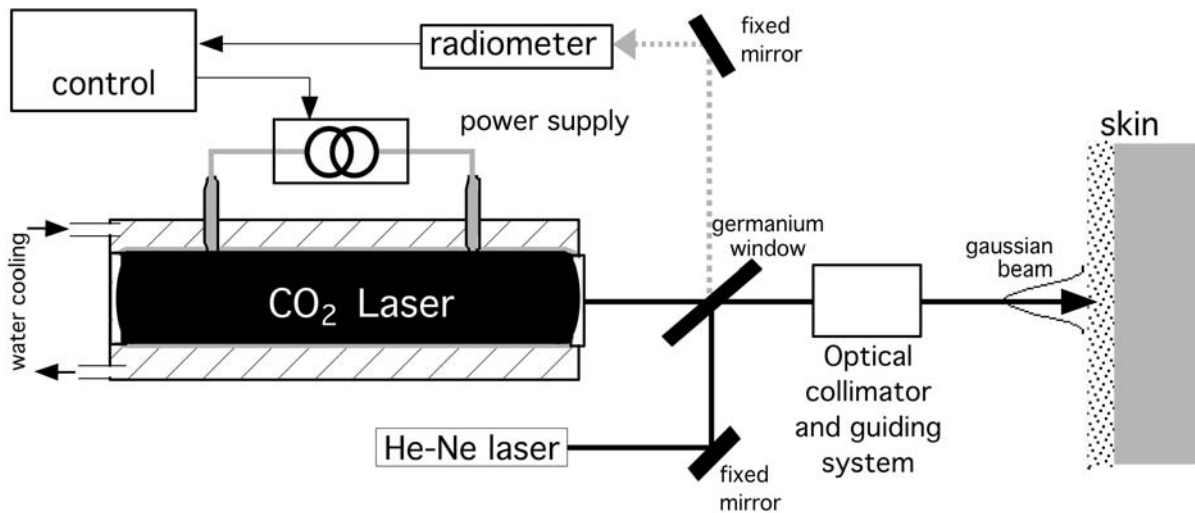 control
radiometer
fixed
mirror
power supply
skin
germanium
window
gaussian
beam
water cooling
CO₂ Laser
Optical
collimator
and guiding
system
He-Ne laser
fixed
mirror